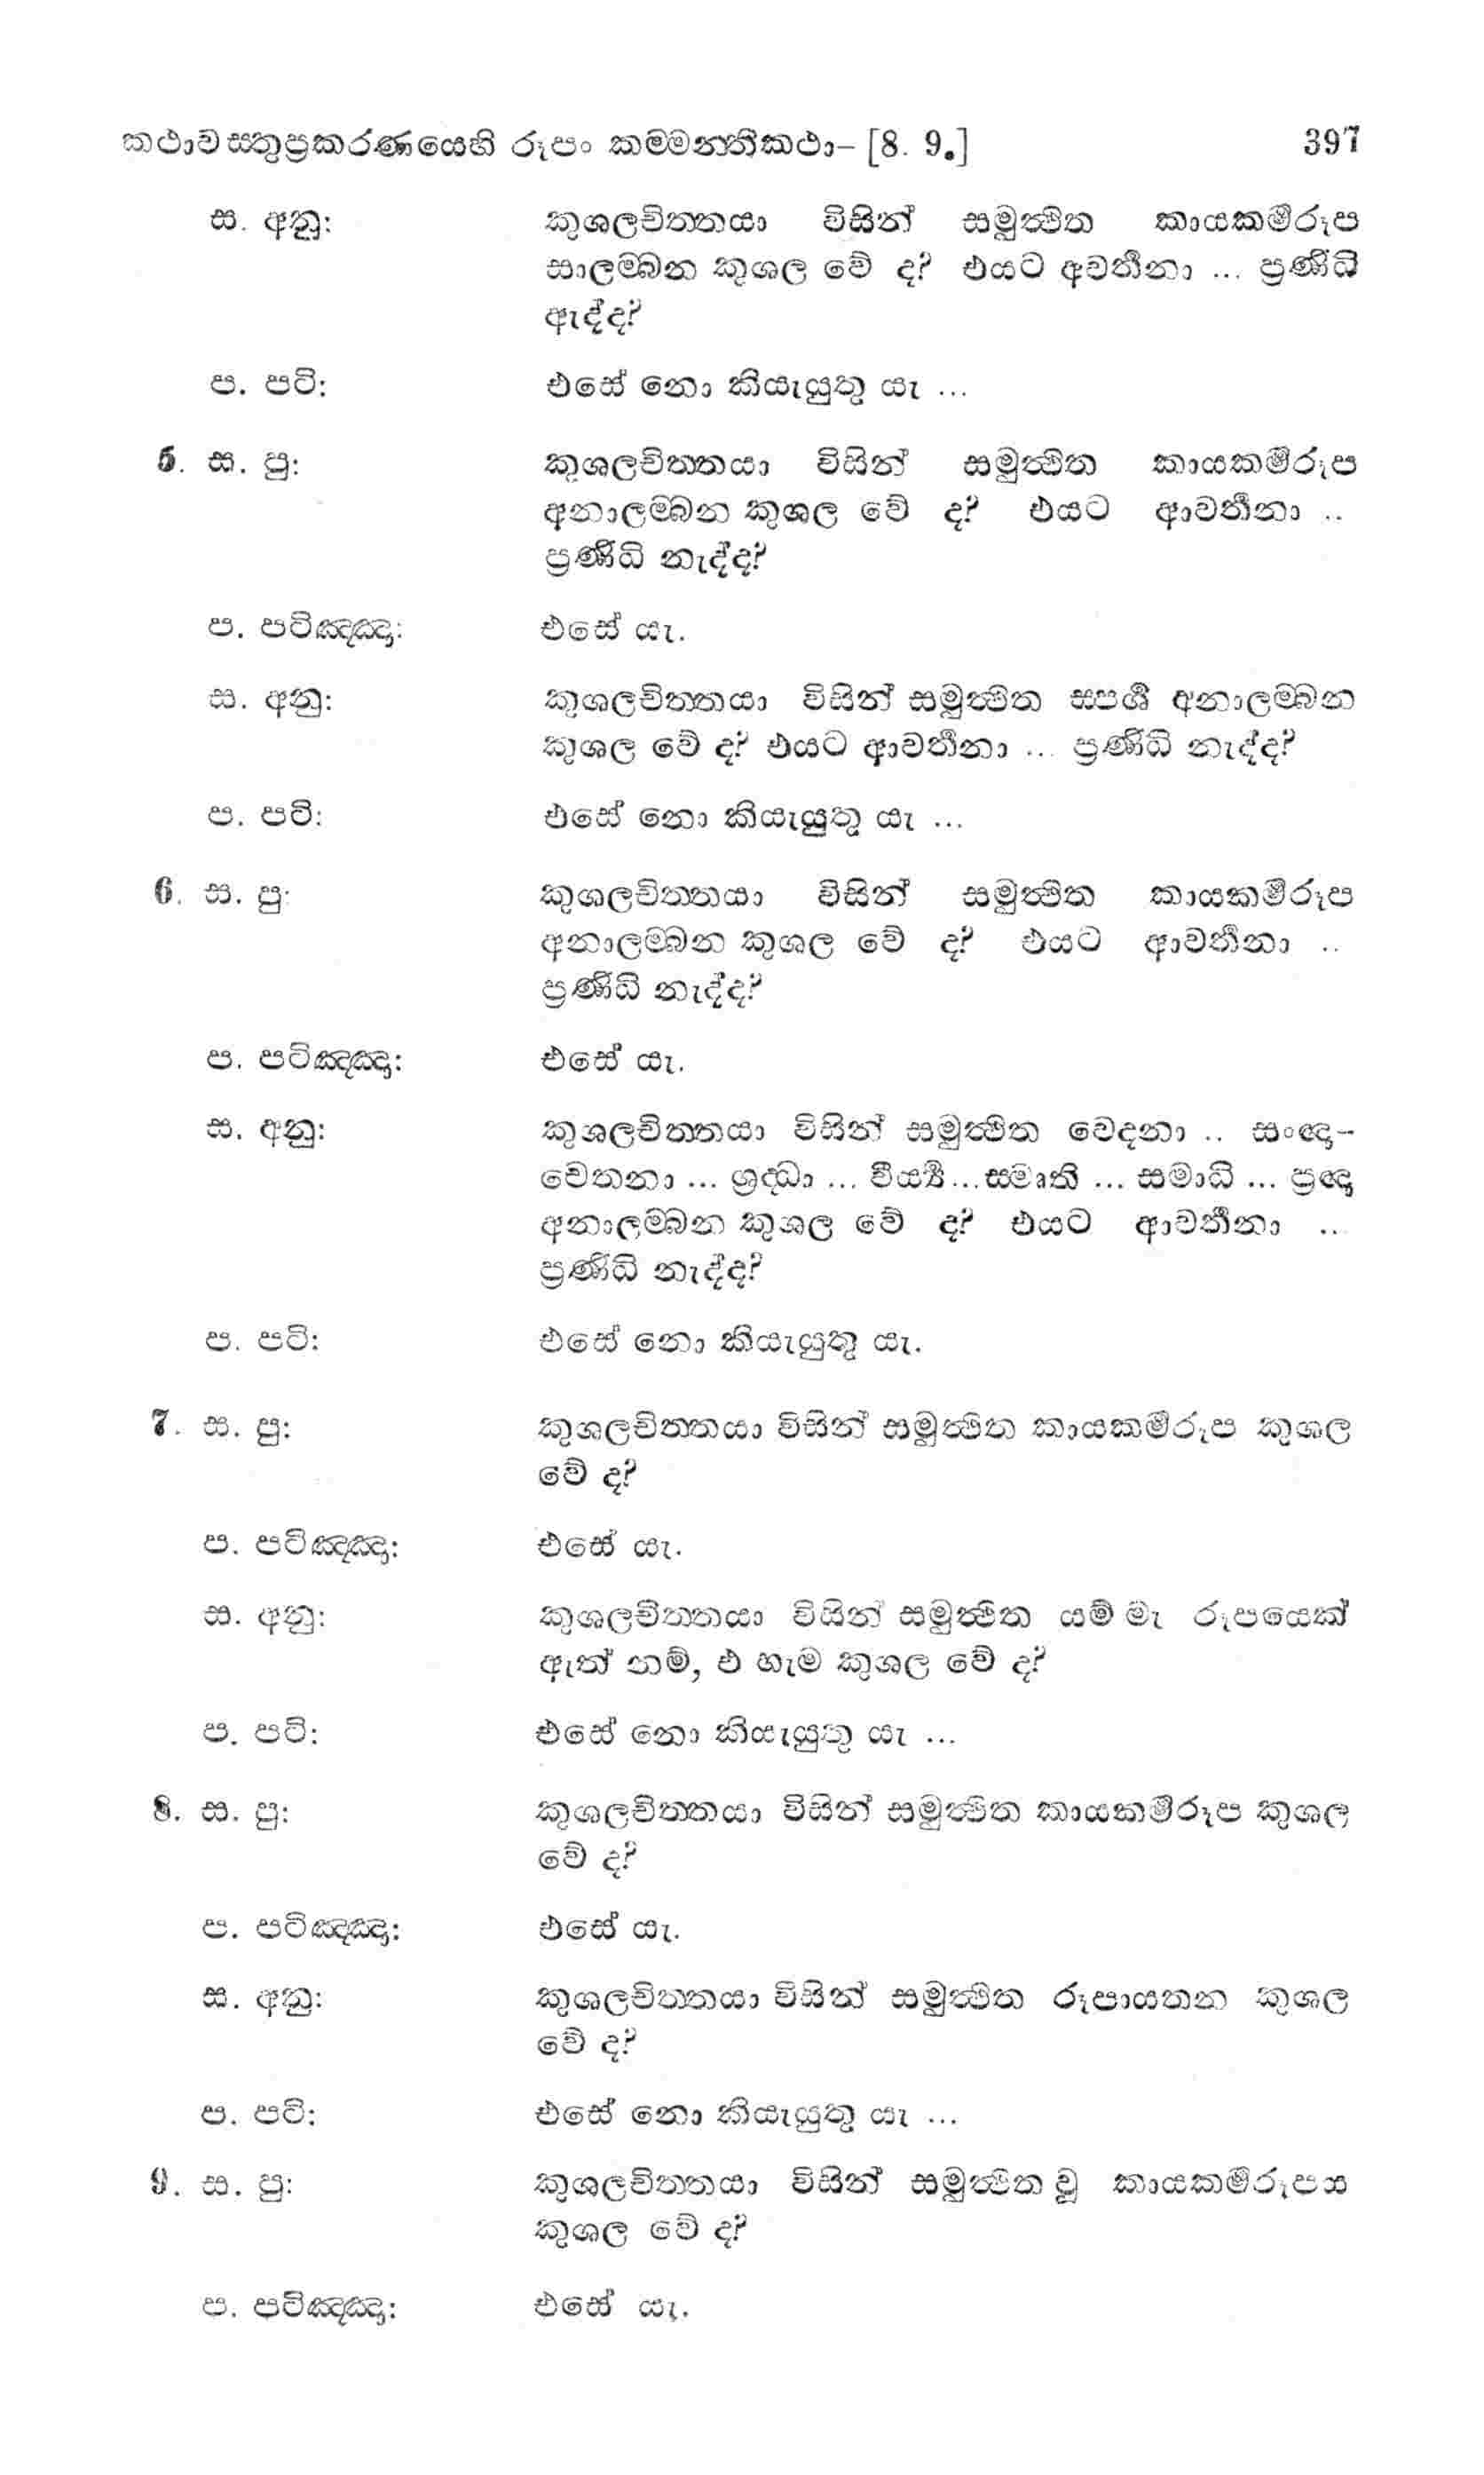 කථාවස්තුප්‍රකරණයෙහි රූපං කම්මන්තිකථා– [8. 9.] 397
ස. අනු: කුශලචිත්තයා විසින් සමුත්ථිත කායකර්‍මරූප
සාලම්බන කුශල වේ ද? එයට අවර්‍තනා ... ප්‍රණිධි
ඇද්ද?
ප. පටි: එසේ නො කියැයුතු යැ ...
5. ස. පු: කුශලචිත්තයා විසින් සමුත්ථිත කායකර්‍මරූප
අනාලම්බන කුශල වේ ද? එයට ආවර්‍තනා ..
ප්‍රණිධි නැද්ද?
ප. පටිඤ්ඤා: එසේ යැ.
ස. අනු: කුශලචිත්තයා විසින් සමුත්ථිත ස්පර්‍ශ අනාලම්බන
කුශල වේ ද? එයට ආවර්‍තනා ... ප්‍රණිධි නැද්ද?
ප. පටි: එසේ නො කියැයුතු යැ ...
6. ස. පු: කුශලචිත්තයා විසින් සමුත්ථිත කායකර්‍මරූප
අනාලම්බන කුශල වේ ද? එයට ආවර්‍තනා ..
ප්‍රණිධි නැද්ද?
ප. පටිඤ්ඤා: එසේ යැ.
ස. අනු: කුශලචිත්තයා විසින් සමුත්ථිත වෙදනා .. සංඥා-
චෙතනා ... ශ්‍රද්ධා ... වීර්‍ය්‍ය ... ස්මෘති ... සමාධි ... ප්‍රඥා
අනාලම්බන කුශල වේ ද? එයට ආවර්‍තනා ...
ප්‍රණිධි නැද්ද?
ප. පටි: එසේ නො කියැයුතු යැ.
7. ස. පු: කුශලචිත්තයා විසින් සමුත්ථිත කායකර්‍මරූප කුශල
වේ ද?
ප. පටිඤ්ඤා: එසේ යැ.
ස. අනු: කුශලචිත්තයා විසින් සමුත්ථිත යම් මැ රූපයෙක්
ඇත් නම්, එ හැම කුශල වේ ද?
ප. පටි: එසේ නො කියැයුතු යැ ...
8. ස. පු: කුශලචිත්තයා විසින් සමුත්ථිත කායකර්‍මරූප කුශල
වේ ද?
ප. පටිඤ්ඤා: එසේ යැ.
ස. අනු: කුශලචිත්තයා විසින් සමුත්ථිත රූපායතන කුශල
වේ ද?
ප. පටි: එසේ නො කියැයුතු යැ ...
9. ස. පු: කුශලචිත්තයා විසින් සමුත්ථිත වූ කායකර්‍මරූපය
කුශල වේ ද?
ප. පටිඤ්ඤා: එසේ යැ.